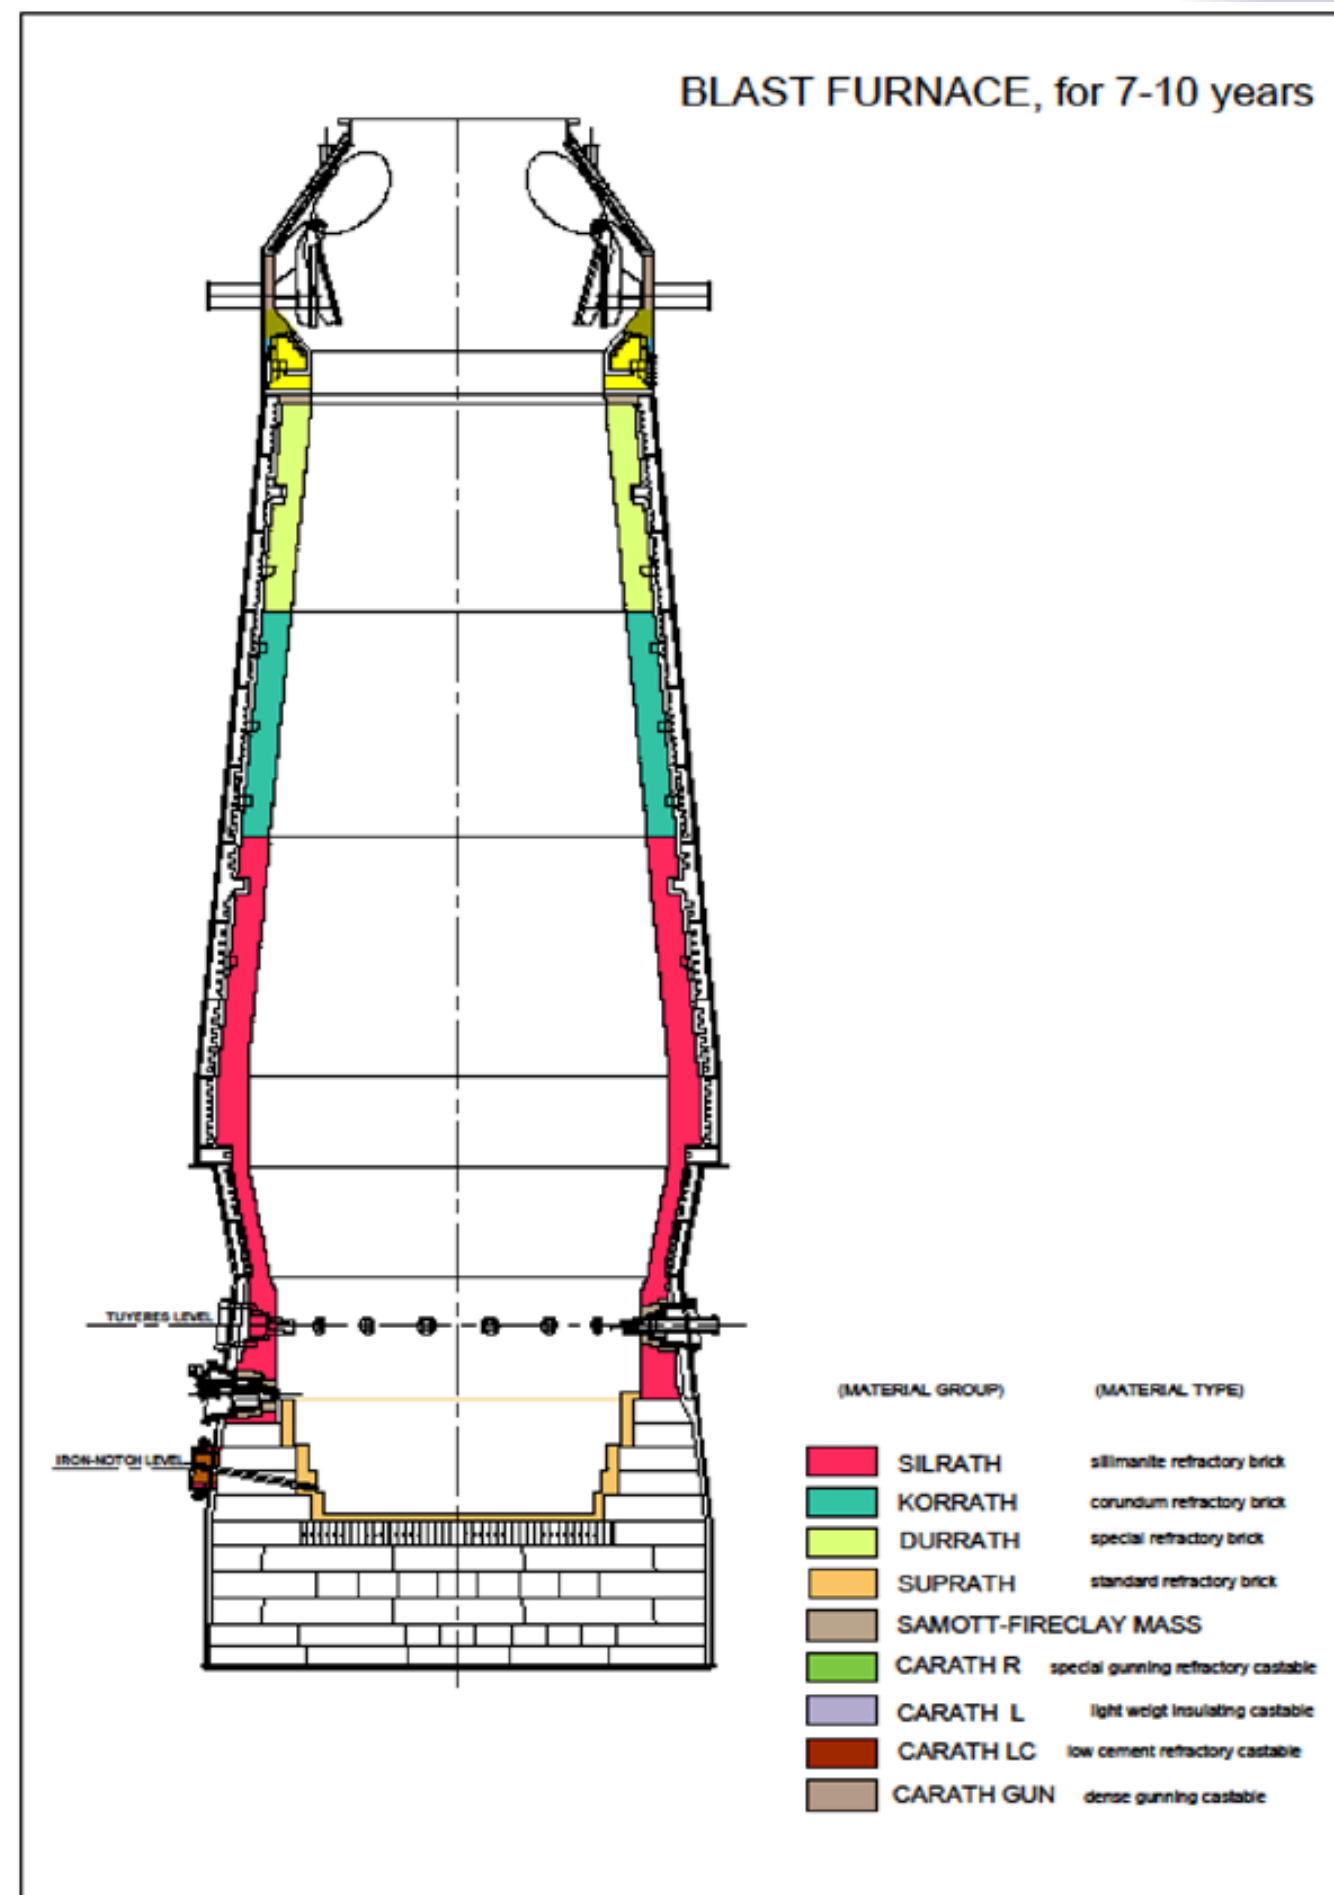 BLAST FURNACE, for 7-10 years
TUYERES LEVEL
IRON-NOTCH LEVEL
(MATERIAL GROUP) (MATERIAL TYPE)
SILRATH sillimanite refractory brick
KORRATH corundum refractory brick
DURRATH special refractory brick
SUPRATH standard refractory brick
SAMOTT-FIRECLAY MASS
CARATH R special gunning refractory castable
CARATH L light weigt insulating castable
CARATH LC low cement refractory castable
CARATH GUN dense gunning castable